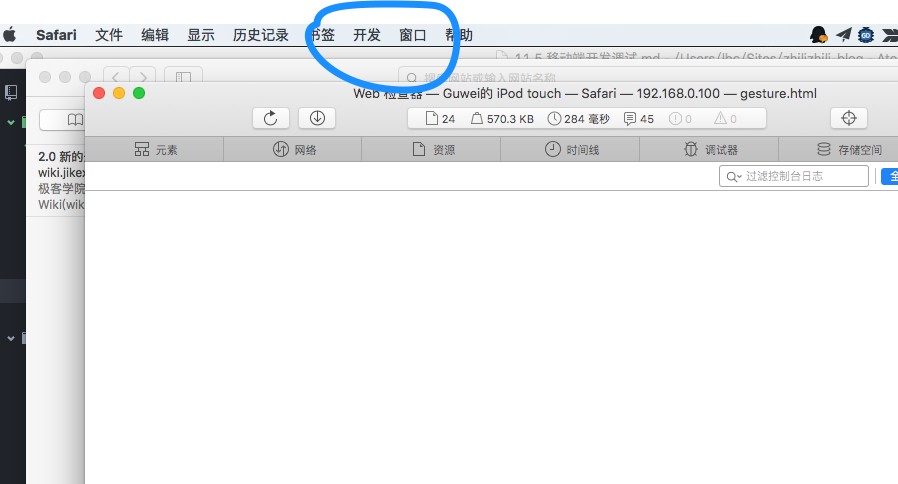 Safari 文件 编辑 显示 历史记录 书签 开发 窗口 帮助
11.5 移动端开发调试.md — /Users/lbc/Sites/zhilizhili-blog — Ato
搜索网站或输入网站名称
Web 检查器 — Guwei的 iPod touch — Safari — 192.168.0.100 — gesture.html
24 570.3 KB 284 毫秒 45 0 0
元素 网络 资源 时间线 调试器 存储空间
过滤控制台日志 全
2.0 新的
wiki.jikex
极客学院
Wiki(wik